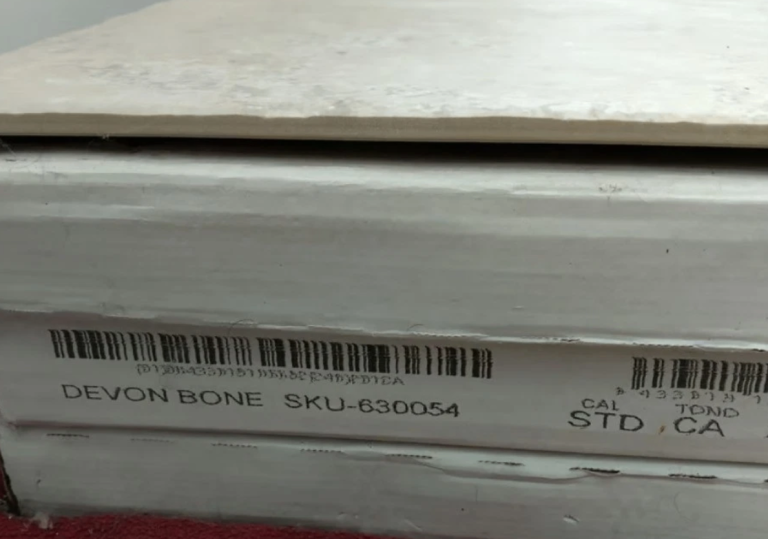 DEVON BONE SKU-630054
CAL TOND
STD CA